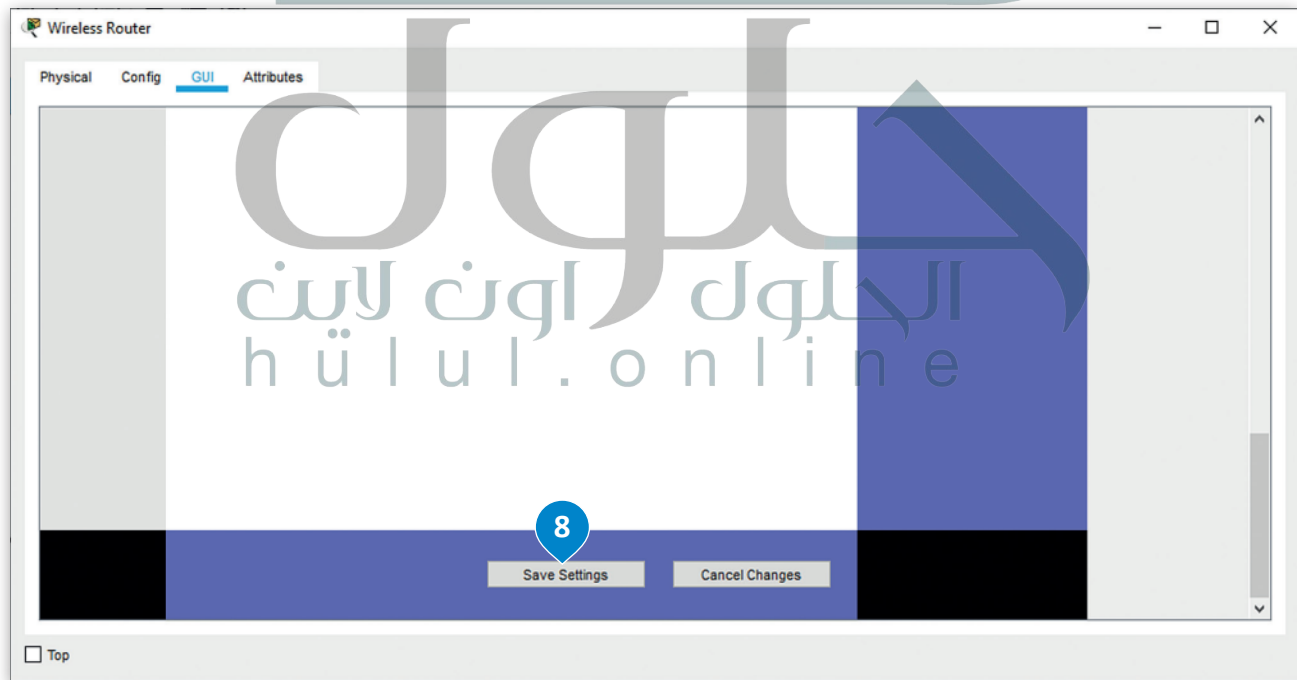 Wireless Router
Physical Config GUI Attributes
حلول
الحلول اون لاين
hülul.online
8
Save Settings Cancel Changes
Top